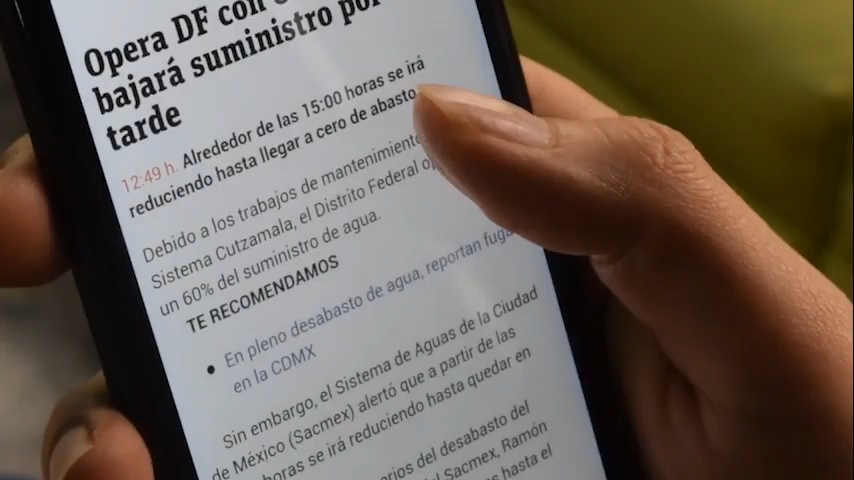 Opera DF con
bajará suministro por
tarde
12:49 h. Alrededor de las 15:00 horas se irá
reduciendo hasta llegar a cero de abasto
Debido a los trabajos de mantenimiento
Sistema Cutzamala, el Distrito Federal
un 60% del suministro de agua.
TE RECOMENDAMOS
• En pleno desabasto de agua, reportan fuga
en la CDMX
Sin embargo, el Sistema de Aguas de la Ciudad
de México (Sacmex) alertó que a partir de las
horas se irá reduciendo hasta quedar en
del desabasto del
Sacmex, Ramón
hasta el